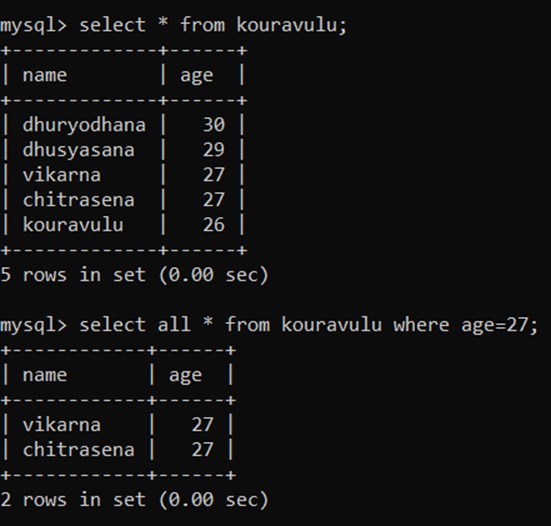 mysql> select * from kouravulu;
+-------------+------+
| name        | age  |
+-------------+------+
| dhuryodhana |   30 |
| dhusyasana  |   29 |
| vikarna     |   27 |
| chitrasena  |   27 |
| kouravulu   |   26 |
+-------------+------+
5 rows in set (0.00 sec)

mysql> select all * from kouravulu where age=27;
+------------+------+
| name       | age  |
+------------+------+
| vikarna    |   27 |
| chitrasena |   27 |
+------------+------+
2 rows in set (0.00 sec)